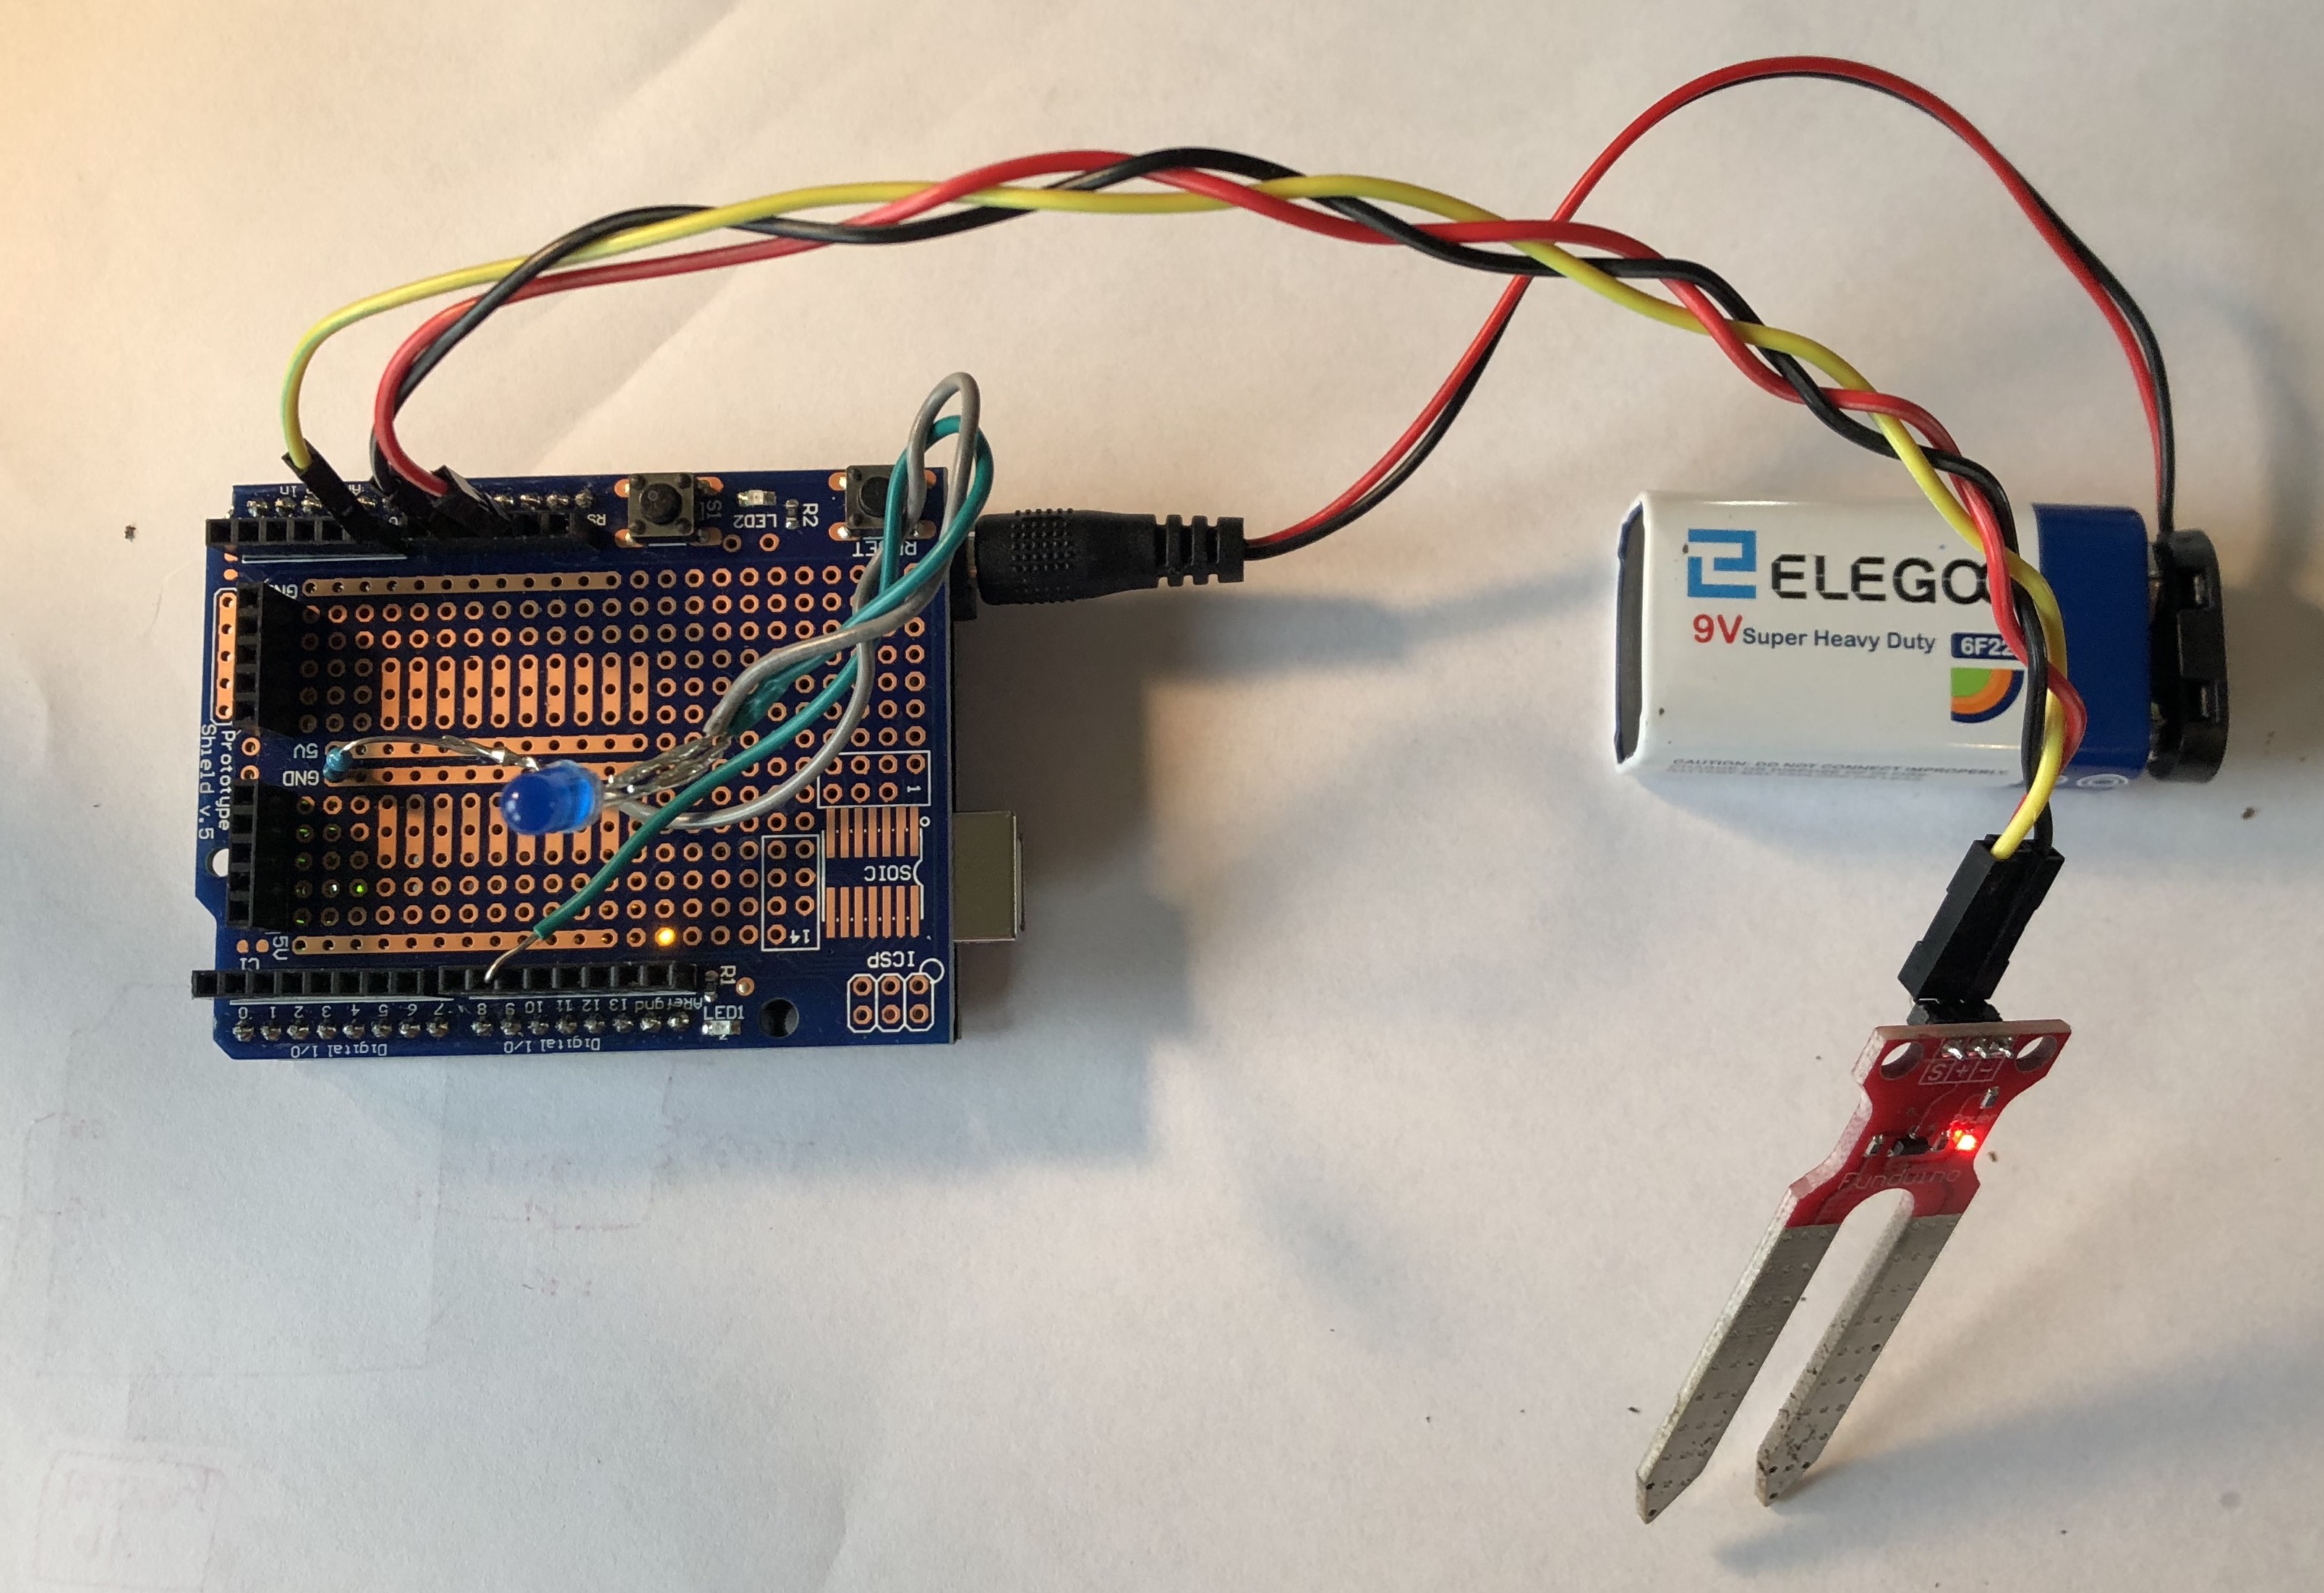 ELEGO
9V Super Heavy Duty 6F22
CAUTION: DO NOT CONNECT IMPROPERLY.
S1
LED2
R2
GND
5V
GND
Prototype
Shield v.5
1
SOIC
14
ICSP
5V
R1
LED1
0 1 2 3 4 5 6 7 8 9 10 11 12 13 gnd ARef
Digital I/O
Digital I/O
S + -
Funduino